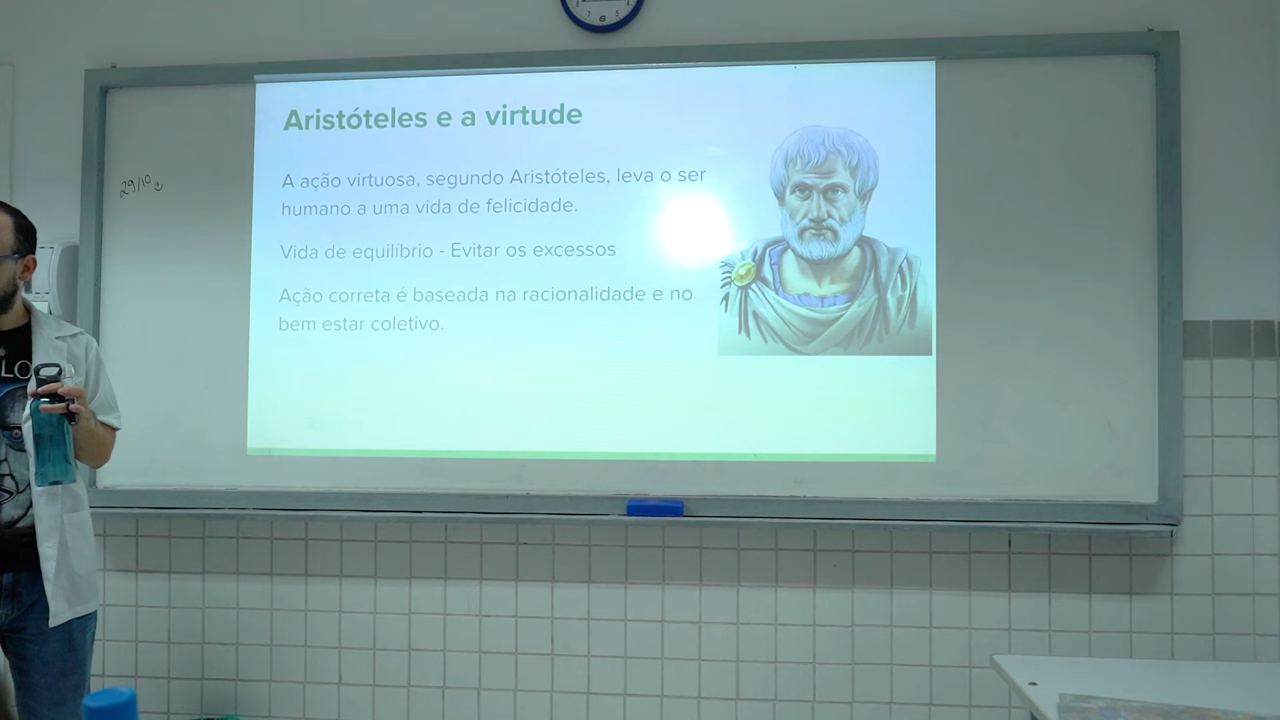 Aristóteles e a virtude
A ação virtuosa, segundo Aristóteles, leva o ser
humano a uma vida de felicidade.
Vida de equilíbrio - Evitar os excessos
Ação correta é baseada na racionalidade e no
bem estar coletivo.
29/10
LO